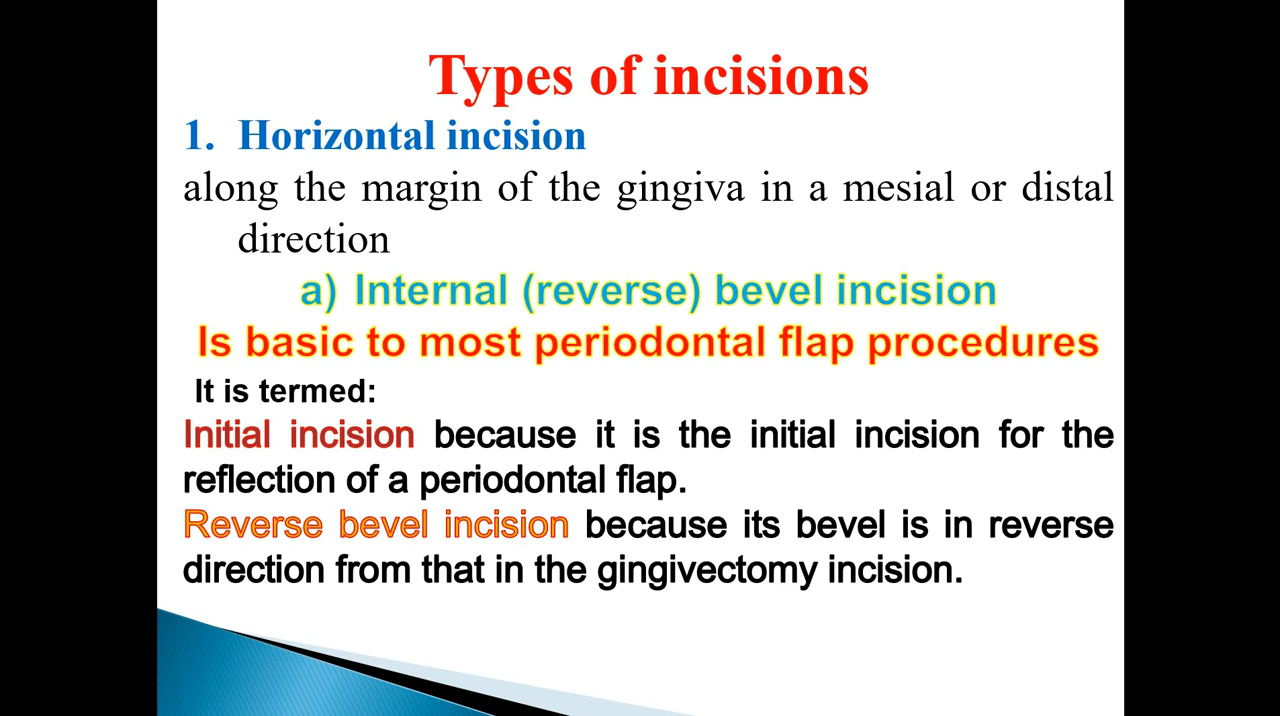 Types of incisions
1. Horizontal incision
along the margin of the gingiva in a mesial or distal
direction
a) Internal (reverse) bevel incision
Is basic to most periodontal flap procedures
It is termed:
Initial incision because it is the initial incision for the
reflection of a periodontal flap.
Reverse bevel incision because its bevel is in reverse
direction from that in the gingivectomy incision.